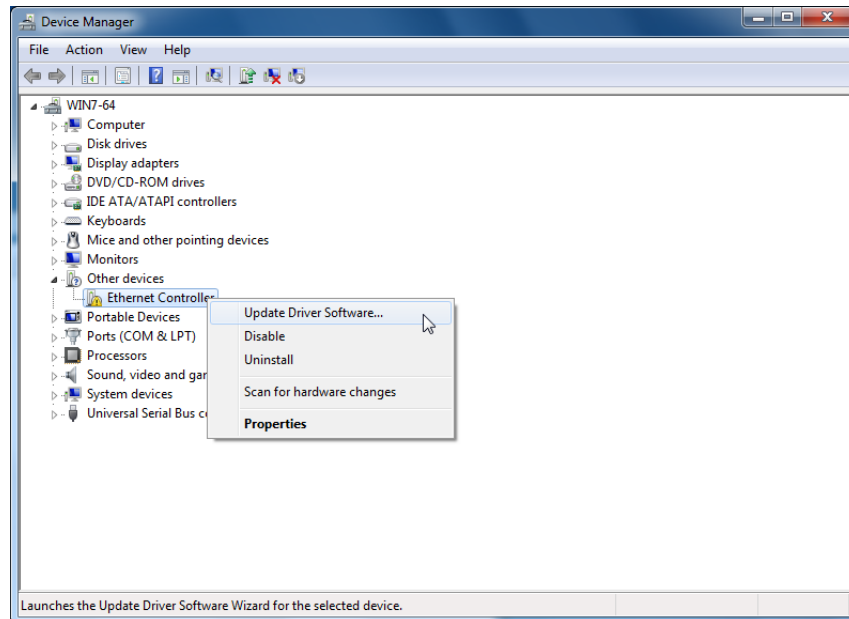 Device Manager
File Action View Help
WIN7-64
Computer
Disk drives
Display adapters
DVD/CD-ROM drives
IDE ATA/ATAPI controllers
Keyboards
Mice and other pointing devices
Monitors
Other devices
Ethernet Controller
Portable Devices
Ports (COM & LPT)
Processors
Sound, video and gar
System devices
Universal Serial Bus c
Update Driver Software...
Disable
Uninstall
Scan for hardware changes
Properties
Launches the Update Driver Software Wizard for the selected device.